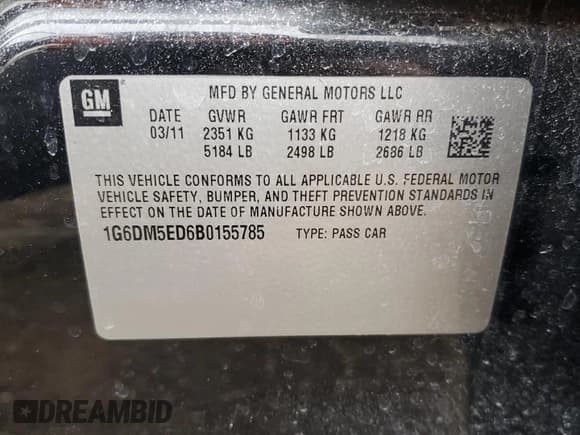 GM
MFD BY GENERAL MOTORS LLC
DATE GVWR GAWR FRT GAWR RR
03/11 2351 KG 1133 KG 1218 KG
5184 LB 2498 LB 2686 LB
THIS VEHICLE CONFORMS TO ALL APPLICABLE U.S. FEDERAL MOTOR
VEHICLE SAFETY, BUMPER, AND THEFT PREVENTION STANDARDS IN
EFFECT ON THE DATE OF MANUFACTURE SHOWN ABOVE.
1G6DM5ED6B0155785 TYPE: PASS CAR
DREAMBID